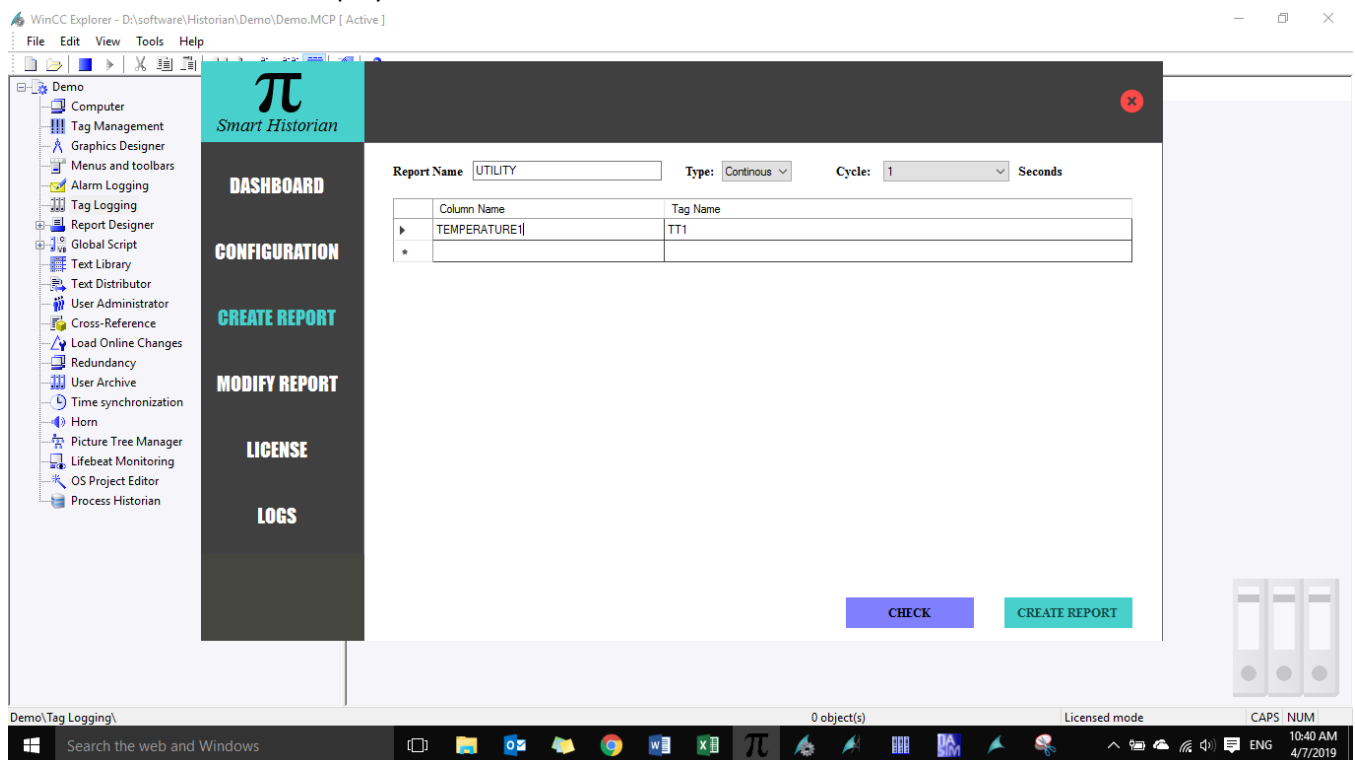 WinCC Explorer - D:\software\Historian\Demo\Demo.MCP [ Active ]
File Edit View Tools Help
Demo
Computer
Tag Management
Graphics Designer
Menus and toolbars
Alarm Logging
Tag Logging
Report Designer
Global Script
Text Library
Text Distributor
User Administrator
Cross-Reference
Load Online Changes
Redundancy
User Archive
Time synchronization
Horn
Picture Tree Manager
Lifebeat Monitoring
OS Project Editor
Process Historian
π
Smart Historian
DASHBOARD
CONFIGURATION
CREATE REPORT
MODIFY REPORT
LICENSE
LOGS
Report Name UTILITY Type: Continous Cycle: 1 Seconds
Column Name Tag Name
TEMPERATURE1 TT1
*
CHECK CREATE REPORT
Demo\Tag Logging\ 0 object(s) Licensed mode CAPS NUM
Search the web and Windows
ENG
10:40 AM
4/7/2019